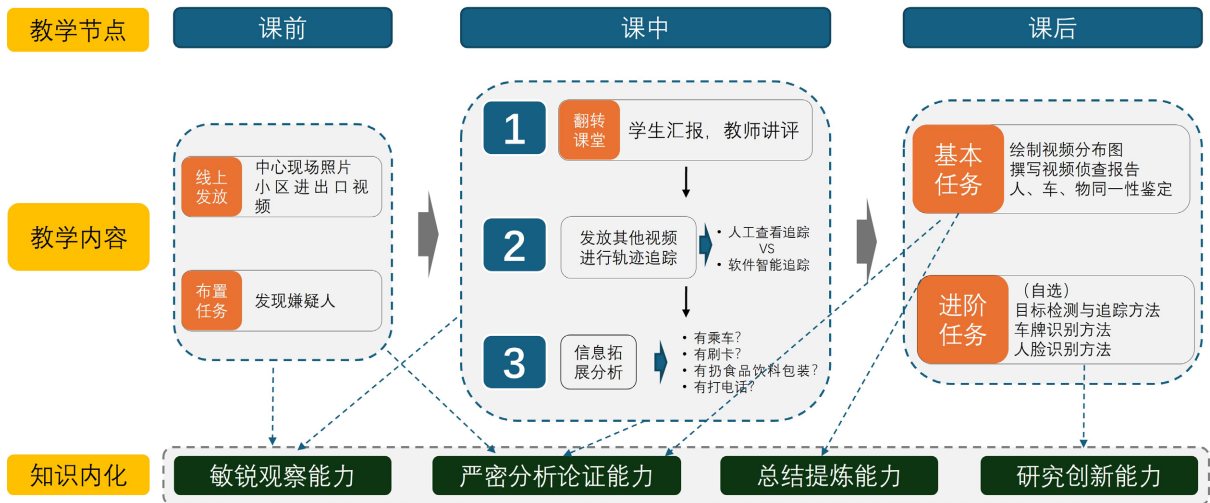 教学节点
课前
课中
课后
教学内容
线上
发放
中心现场照片
小区进出口视
频
布置
任务
发现嫌疑人
1
翻转
课堂
学生汇报，教师讲评
2
发放其他视频
进行轨迹追踪
• 人工查看追踪
VS
• 软件智能追踪
3
信息拓
展分析
• 有乘车？
• 有刷卡？
• 有扔食品饮料包装？
• 有打电话？
基本
任务
绘制视频分布图
撰写视频侦查报告
人、车、物同一性鉴定
进阶
任务
（自选）
目标检测与追踪方法
车牌识别方法
人脸识别方法
知识内化
敏锐观察能力
严密分析论证能力
总结提炼能力
研究创新能力